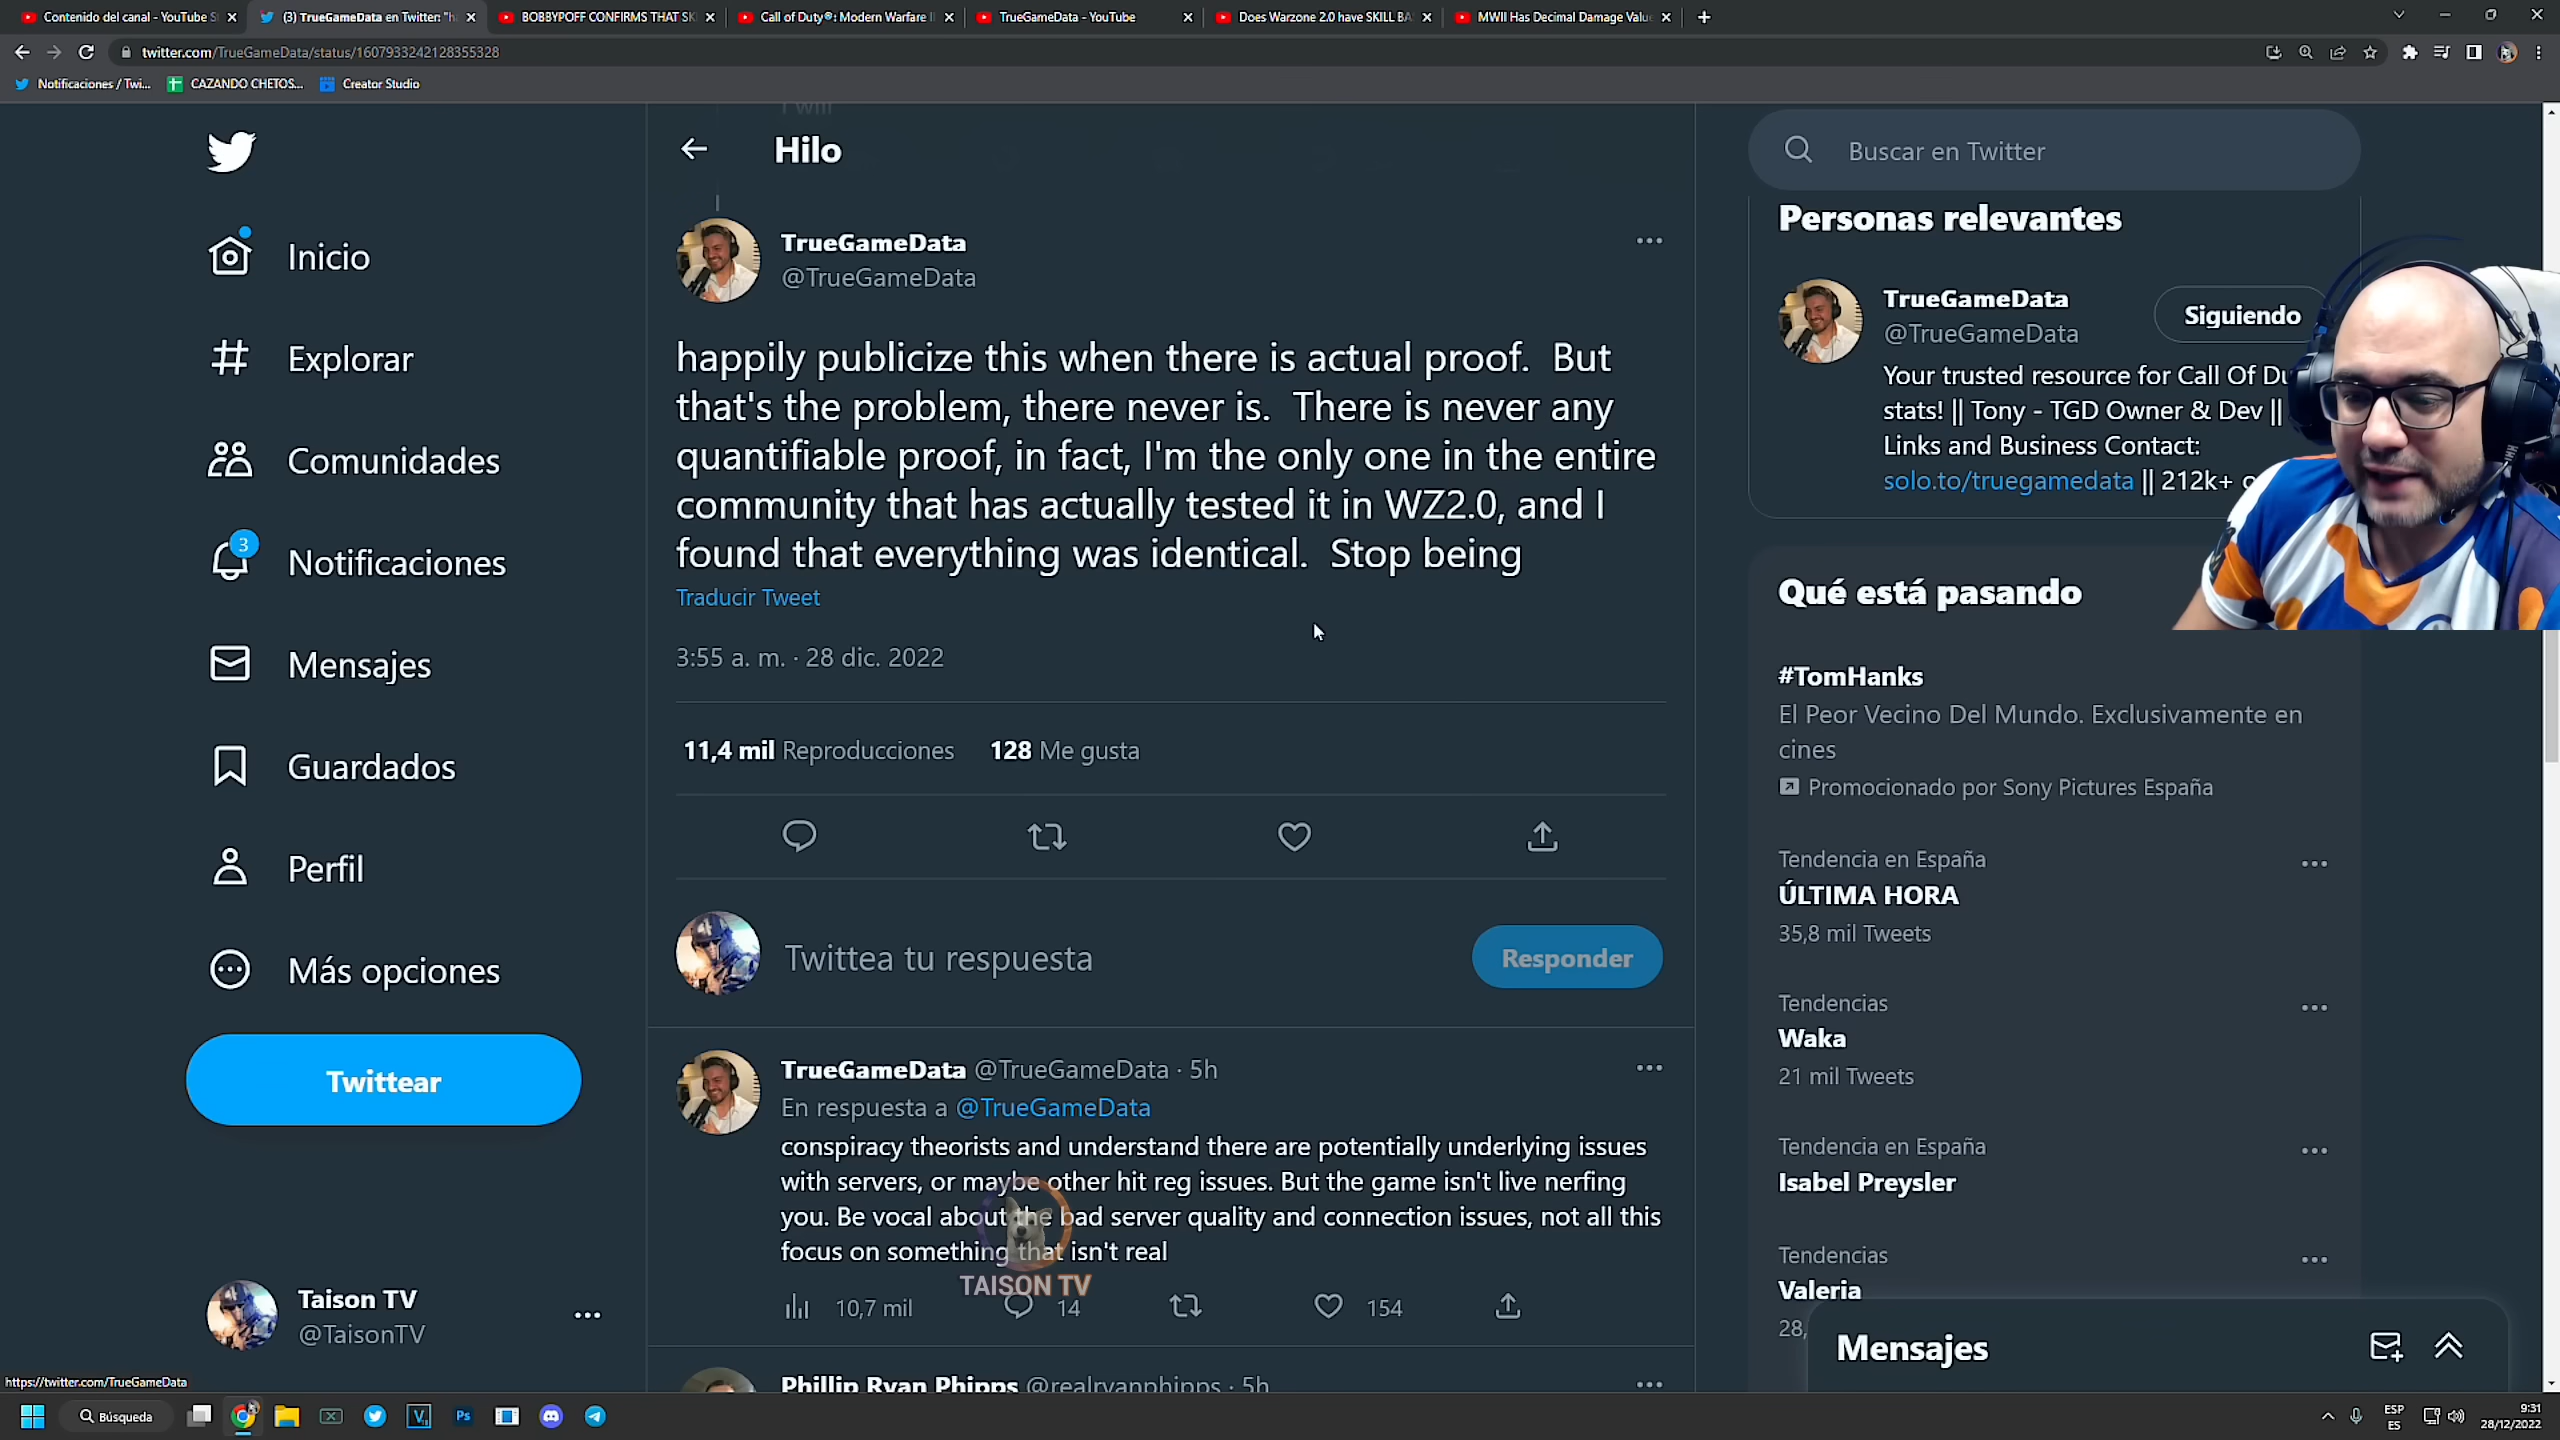 Contenido del canal - YouTube S
(3) TrueGameData en Twitter: "h
BOBBYPOFF CONFIRMS THAT SK
Call of Duty®: Modern Warfare I
TrueGameData - YouTube
Does Warzone 2.0 have SKILL BA
MWII Has Decimal Damage Valu
twitter.com/TrueGameData/status/1607933242128355328
Notificaciones / Twi...
CAZANDO CHETOS...
Creator Studio
Inicio
Explorar
Comunidades
3
Notificaciones
Mensajes
Guardados
Perfil
Más opciones
Twittear
Taison TV
@TaisonTV
https://twitter.com/TrueGameData
I will
Hilo
TrueGameData
@TrueGameData
happily publicize this when there is actual proof. But
that's the problem, there never is. There is never any
quantifiable proof, in fact, I'm the only one in the entire
community that has actually tested it in WZ2.0, and I
found that everything was identical. Stop being
Traducir Tweet
3:55 a. m. · 28 dic. 2022
11,4 mil Reproducciones 128 Me gusta
Twittea tu respuesta
Responder
TrueGameData @TrueGameData · 5h
En respuesta a @TrueGameData
conspiracy theorists and understand there are potentially underlying issues
with servers, or maybe other hit reg issues. But the game isn't live nerfing
you. Be vocal about the bad server quality and connection issues, not all this
focus on something that isn't real
TAISON TV
10,7 mil 14 154
Phillip Ryan Phipps @realryanphipps · 5h
Buscar en Twitter
Personas relevantes
TrueGameData
@TrueGameData
Siguiendo
Your trusted resource for Call Of Du
stats! || Tony - TGD Owner & Dev ||
Links and Business Contact:
solo.to/truegamedata || 212k+
Qué está pasando
#TomHanks
El Peor Vecino Del Mundo. Exclusivamente en
cines
Promocionado por Sony Pictures España
Tendencia en España
ÚLTIMA HORA
35,8 mil Tweets
Tendencias
Waka
21 mil Tweets
Tendencia en España
Isabel Preysler
Tendencias
Valeria
28,
Mensajes
Búsqueda
Ps
ESP
ES
9:31
28/12/2022